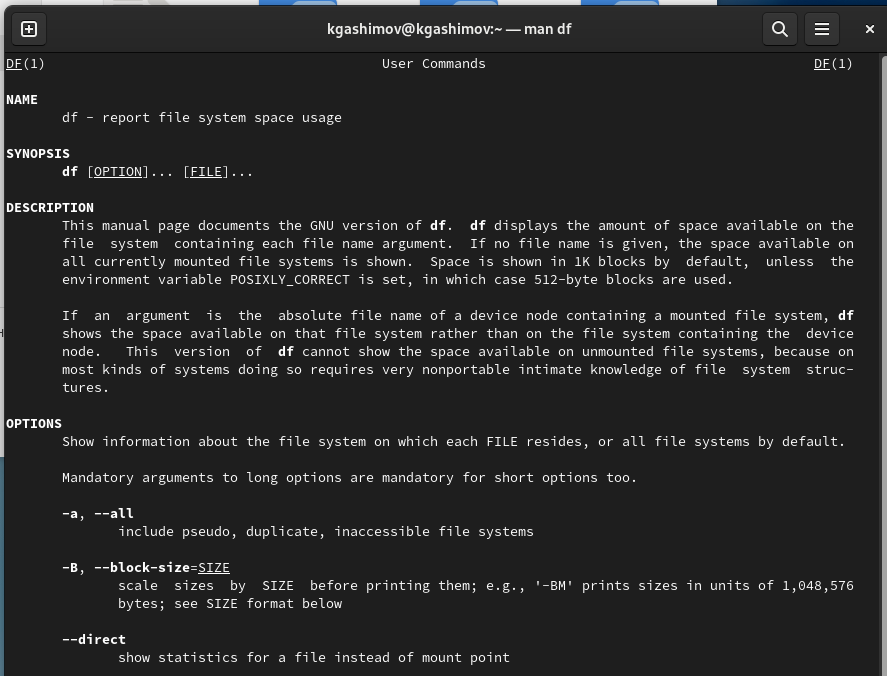 kgashimov@kgashimov:~ — man df
DF(1) User Commands DF(1)
NAME
df - report file system space usage
SYNOPSIS
df [OPTION]... [FILE]...
DESCRIPTION
This manual page documents the GNU version of df.  df displays the amount of space available on the
file  system  containing each file name argument.  If no file name is given, the space available on
all currently mounted file systems is shown.  Space is shown in 1K blocks by  default,  unless  the
environment variable POSIXLY_CORRECT is set, in which case 512-byte blocks are used.
If  an  argument  is  the  absolute file name of a device node containing a mounted file system, df
shows the space available on that file system rather than on the file system containing the  device
node.   This  version  of  df cannot show the space available on unmounted file systems, because on
most kinds of systems doing so requires very nonportable intimate knowledge of file  system  struc-
tures.
OPTIONS
Show information about the file system on which each FILE resides, or all file systems by default.
Mandatory arguments to long options are mandatory for short options too.
-a, --all
include pseudo, duplicate, inaccessible file systems
-B, --block-size=SIZE
scale  sizes  by  SIZE  before printing them; e.g., '-BM' prints sizes in units of 1,048,576
bytes; see SIZE format below
--direct
show statistics for a file instead of mount point